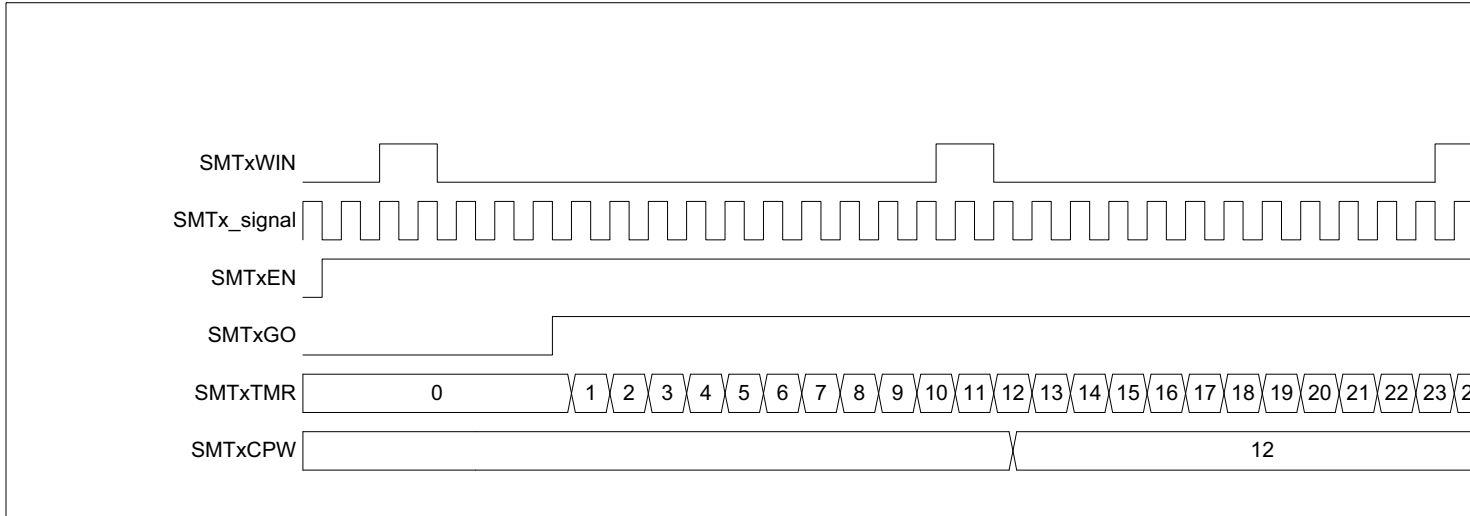 SMTxWIN
SMTx_signal
SMTxEN
SMTxGO
SMTxTMR 0 1 2 3 4 5 6 7 8 9 10 11 12 13 14 15 16 17 18 19 20 21 22 23 2
SMTxCPW 12